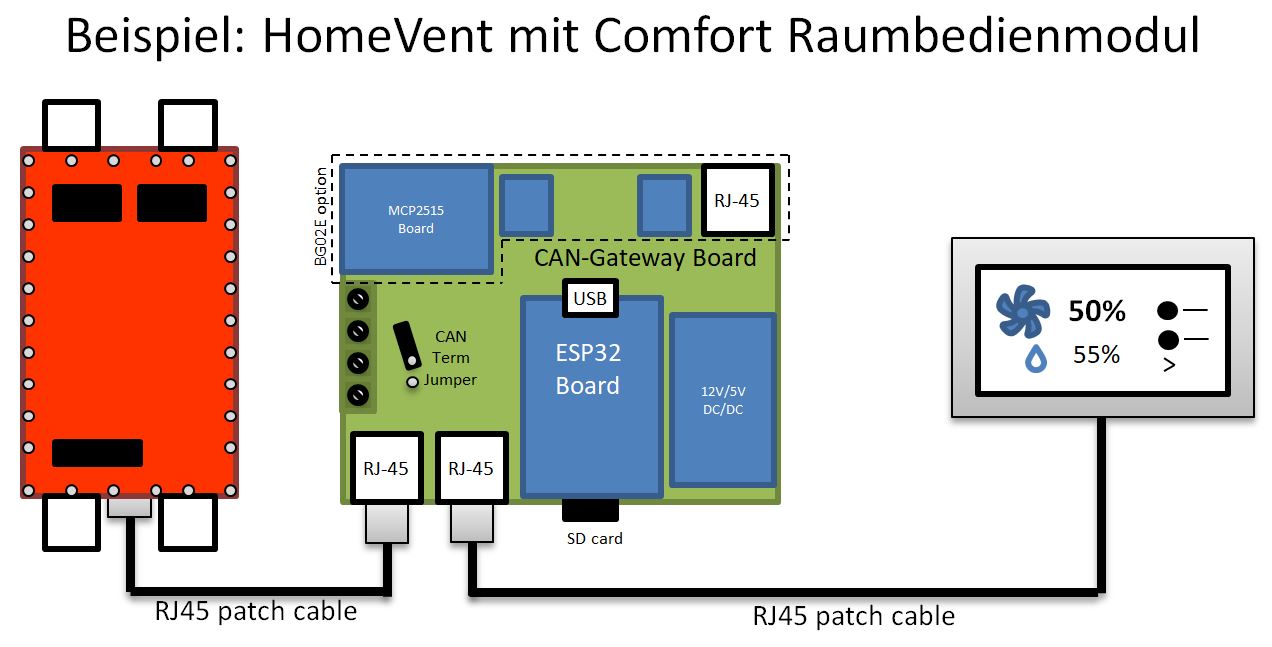 Beispiel: HomeVent mit Comfort Raumbedienmodul
BG02E option
MCP2515
Board
RJ-45
CAN-Gateway Board
USB
CAN
Term
Jumper
ESP32
Board
12V/5V
DC/DC
50%
55%
>
RJ-45
RJ-45
SD card
RJ45 patch cable
RJ45 patch cable